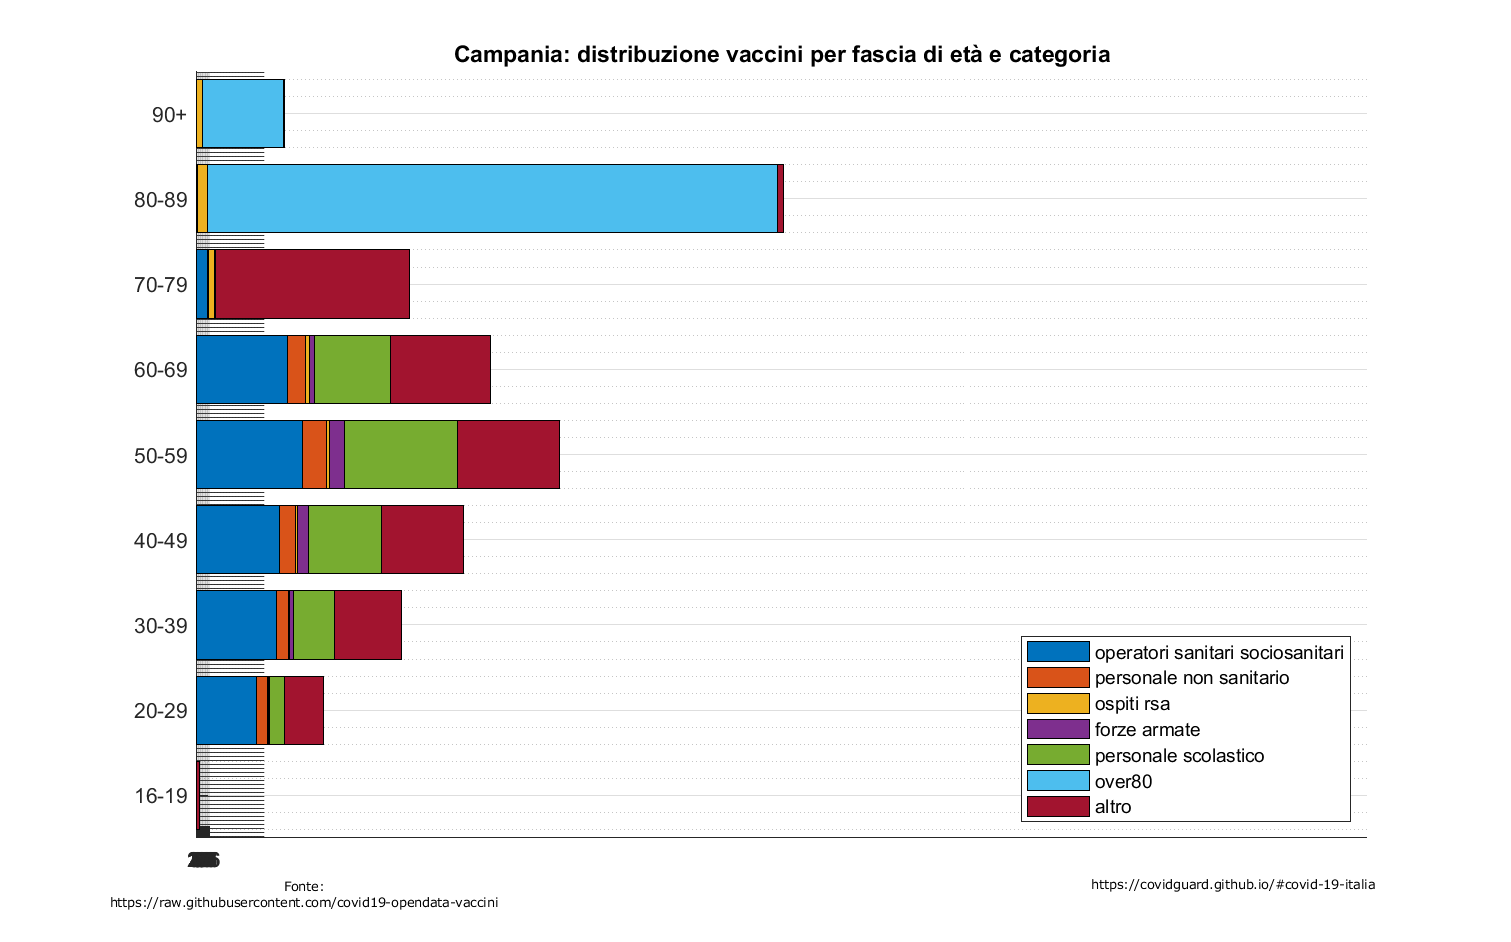 Campania: distribuzione vaccini per fascia di età e categoria
90+
80-89
70-79
60-69
50-59
40-49
30-39
20-29
16-19
operatori sanitari sociosanitari
personale non sanitario
ospiti rsa
forze armate
personale scolastico
over80
altro
Fonte:
https://raw.githubusercontent.com/covid19-opendata-vaccini
https://covidguard.github.io/#covid-19-italia